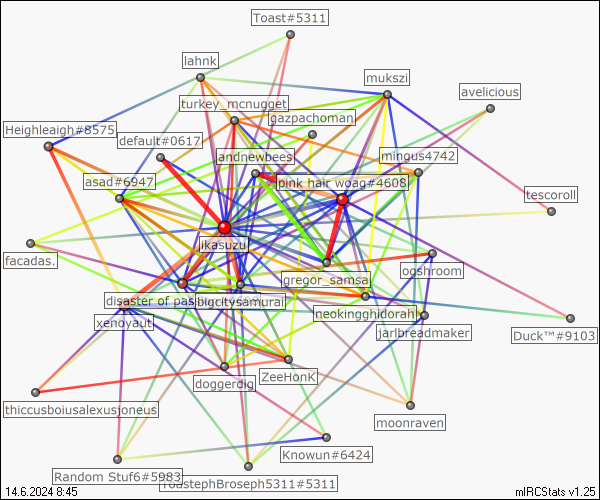 Toast#5311
lahnk
mukszi
avelicious
turkey_mcnugget
gazpachoman
Heighleaigh#8575
default#0617
andnewbees
mingus4742
asad#6947
pink hair woag#4608
tescoroll
ikasuzu
facadas.
ogshroom
gregor_samsa
disaster of pas
bigcitysamurai
neokingghidorah
xenoyaut
jarlbreadmaker
Duck™#9103
doggerdig
ZeeHonK
thiccusboiusalexusjoneus
moonraven
Knowun#6424
Random Stuf6#5983
ToastephBroseph5311#5311
14.6.2024 8:45
mIRCStats v1.25